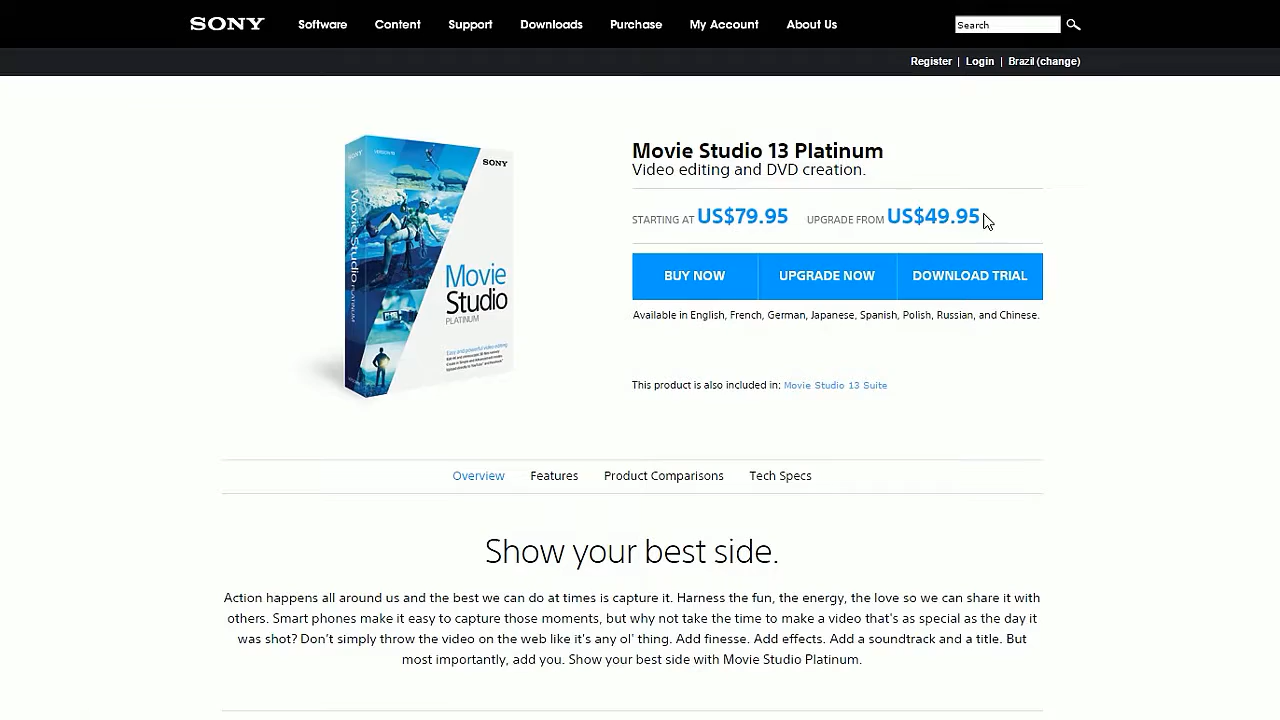 SONY Software Content Support Downloads Purchase My Account About Us Search
Register | Login | Brazil (change)
SONY
SONY
Movie Studio PLATINUM
Movie
Studio
PLATINUM
Movie Studio 13 Platinum
Video editing and DVD creation.
STARTING AT US$79.95 UPGRADE FROM US$49.95
BUY NOW UPGRADE NOW DOWNLOAD TRIAL
Available in English, French, German, Japanese, Spanish, Polish, Russian, and Chinese.
This product is also included in: Movie Studio 13 Suite
Overview Features Product Comparisons Tech Specs
Show your best side.
Action happens all around us and the best we can do at times is capture it. Harness the fun, the energy, the love so we can share it with
others. Smart phones make it easy to capture those moments, but why not take the time to make a video that's as special as the day it
was shot? Don’t simply throw the video on the web like it's any ol' thing. Add finesse. Add effects. Add a soundtrack and a title. But
most importantly, add you. Show your best side with Movie Studio Platinum.